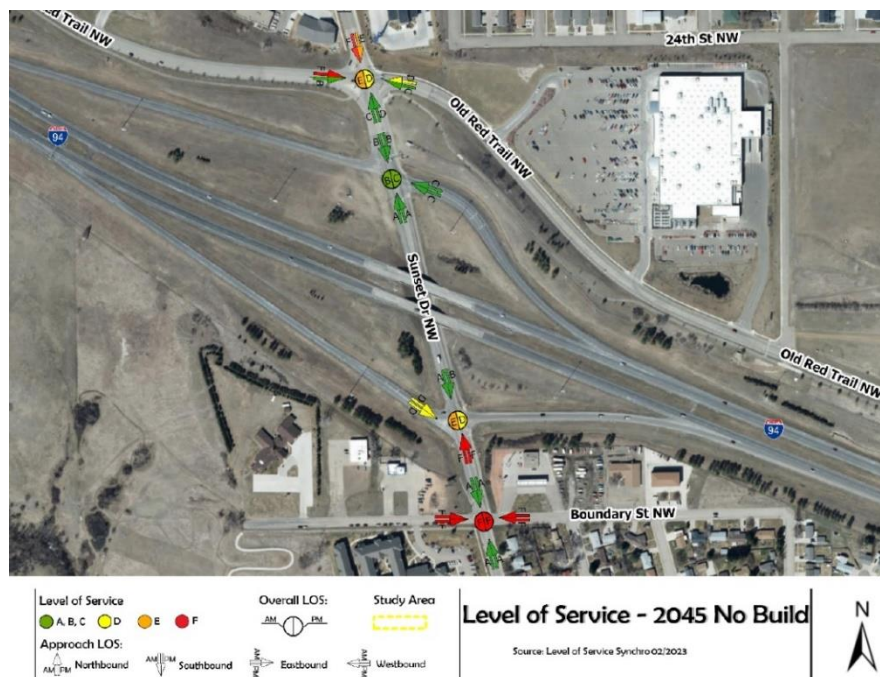 Trail NW
24th St NW
94
Old Red Trail NW
Sunset Dr NW
94
Old Red Trail NW
Boundary St NW
Level of Service
A, B, C
D
E
F
Overall LOS:
AM
PM
Study Area
Approach LOS:
AM PM Northbound
AM PM Southbound
AM PM Eastbound
AM PM Westbound
Level of Service - 2045 No Build
Source: Level of Service Synchro 02/2023
N